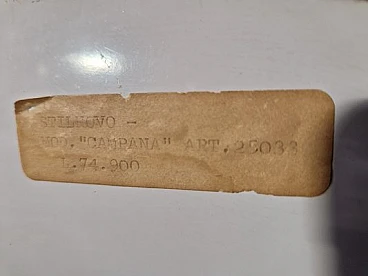 STILNOVO -
MOD. "CAMPANA" ART. 25033
L.74.900